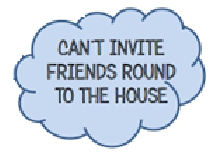 CAN'T INVITE
FRIENDS ROUND
TO THE HOUSE